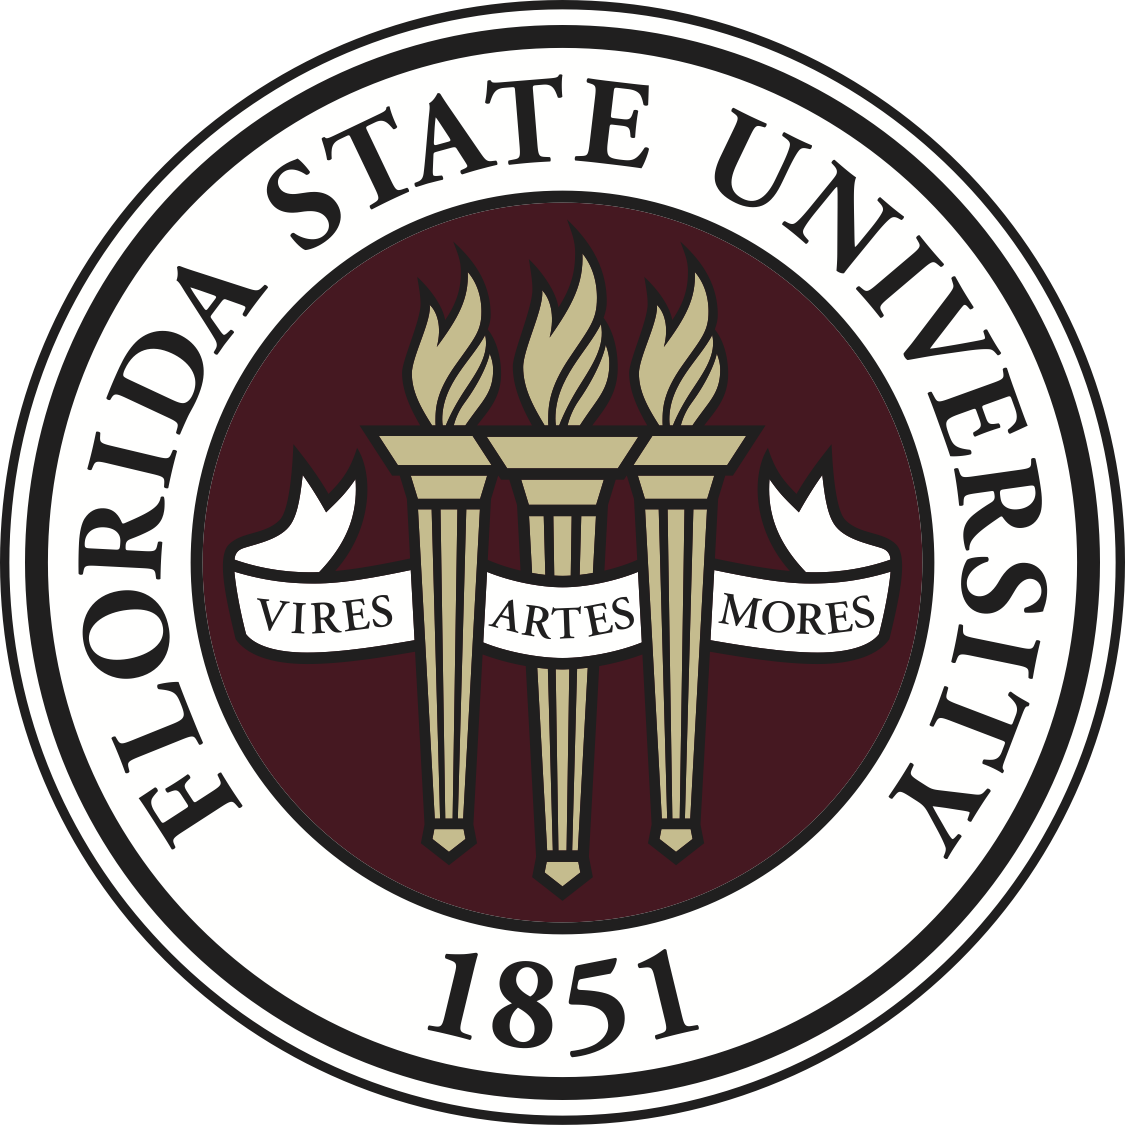 FLORIDA STATE UNIVERSITY
VIRES ARTES MORES
1851